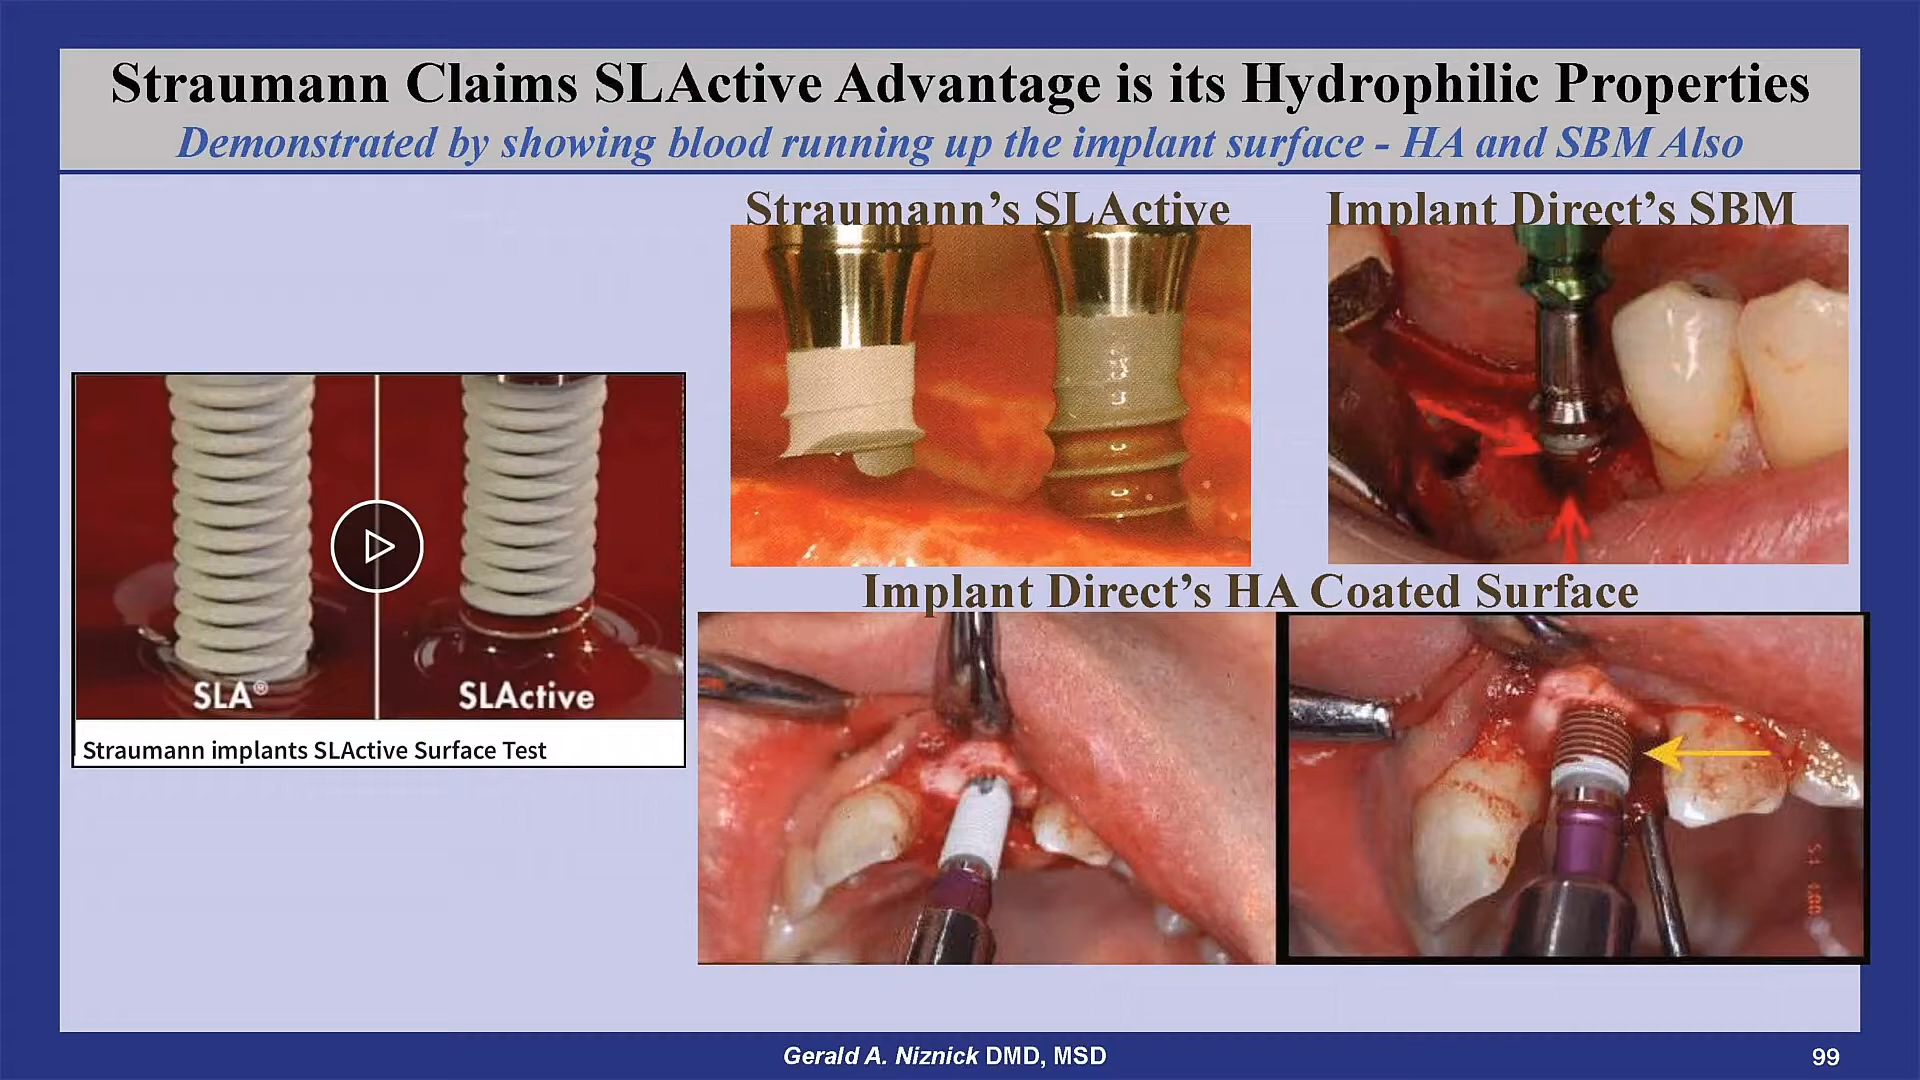 Straumann Claims SLActive Advantage is its Hydrophilic Properties
Demonstrated by showing blood running up the implant surface - HA and SBM Also
Straumann's SLActive
Implant Direct's SBM
SLA®
SLActive
Straumann implants SLActive Surface Test
Implant Direct's HA Coated Surface
Gerald A. Niznick DMD, MSD
99